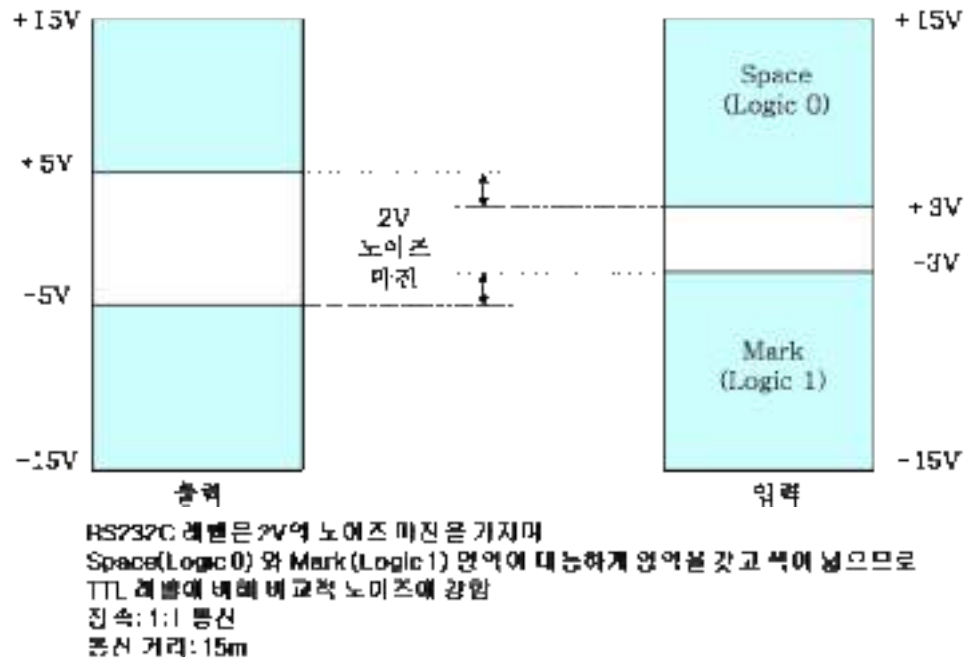 +15V
+15V
Space
(Logic 0)
+5V
2V
노이즈
마진
+3V
-3V
-5V
Mark
(Logic 1)
-15V
-15V
출력
입력
RS232C 레벨은 2V의 노이즈 마진을 가지며
Space(Logic 0) 와 Mark(Logic 1) 영역이 대등하게 영역을 갖고 넓으므로
TTL 레벨에 비해 비교적 노이즈에 강함
접속: 1:1 통신
통신 거리: 15m